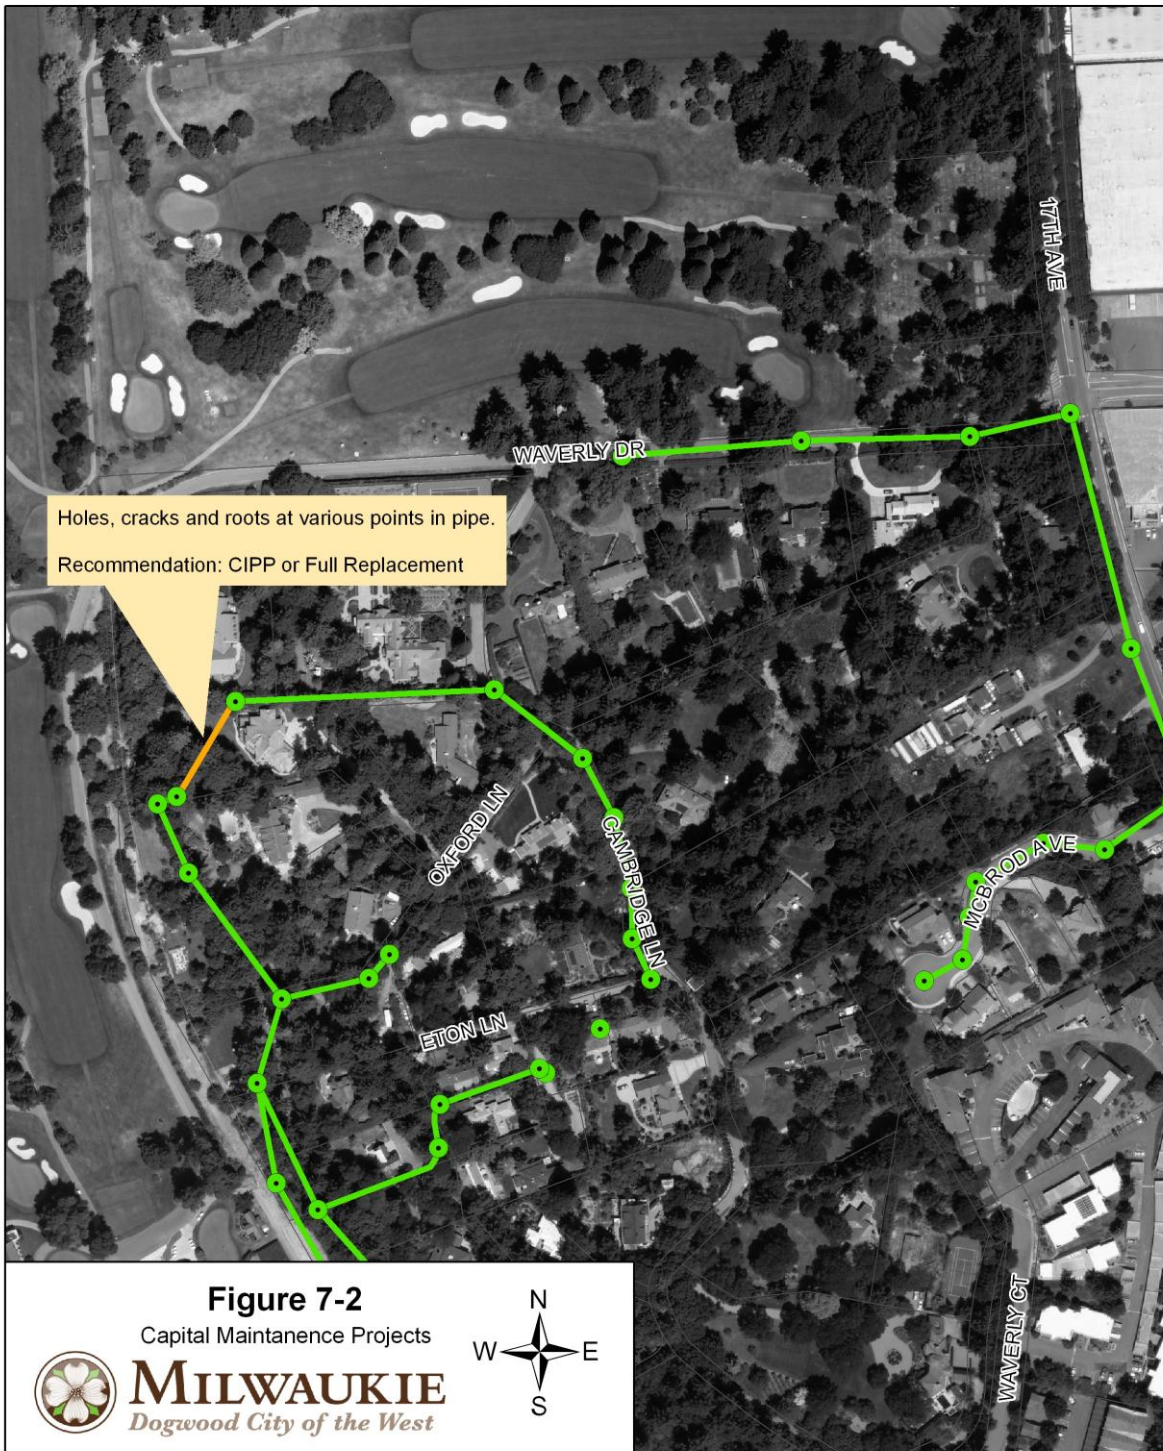 17TH AVE
WAVERLY DR
Holes, cracks and roots at various points in pipe.
Recommendation: CIPP or Full Replacement
OXFORD LN
CAMBRIDGE LN
MCBROD AVE
ETON LN
WAVERLY CT
Figure 7-2
Capital Maintanence Projects
MILWAUKIE
Dogwood City of the West
N
W E
S